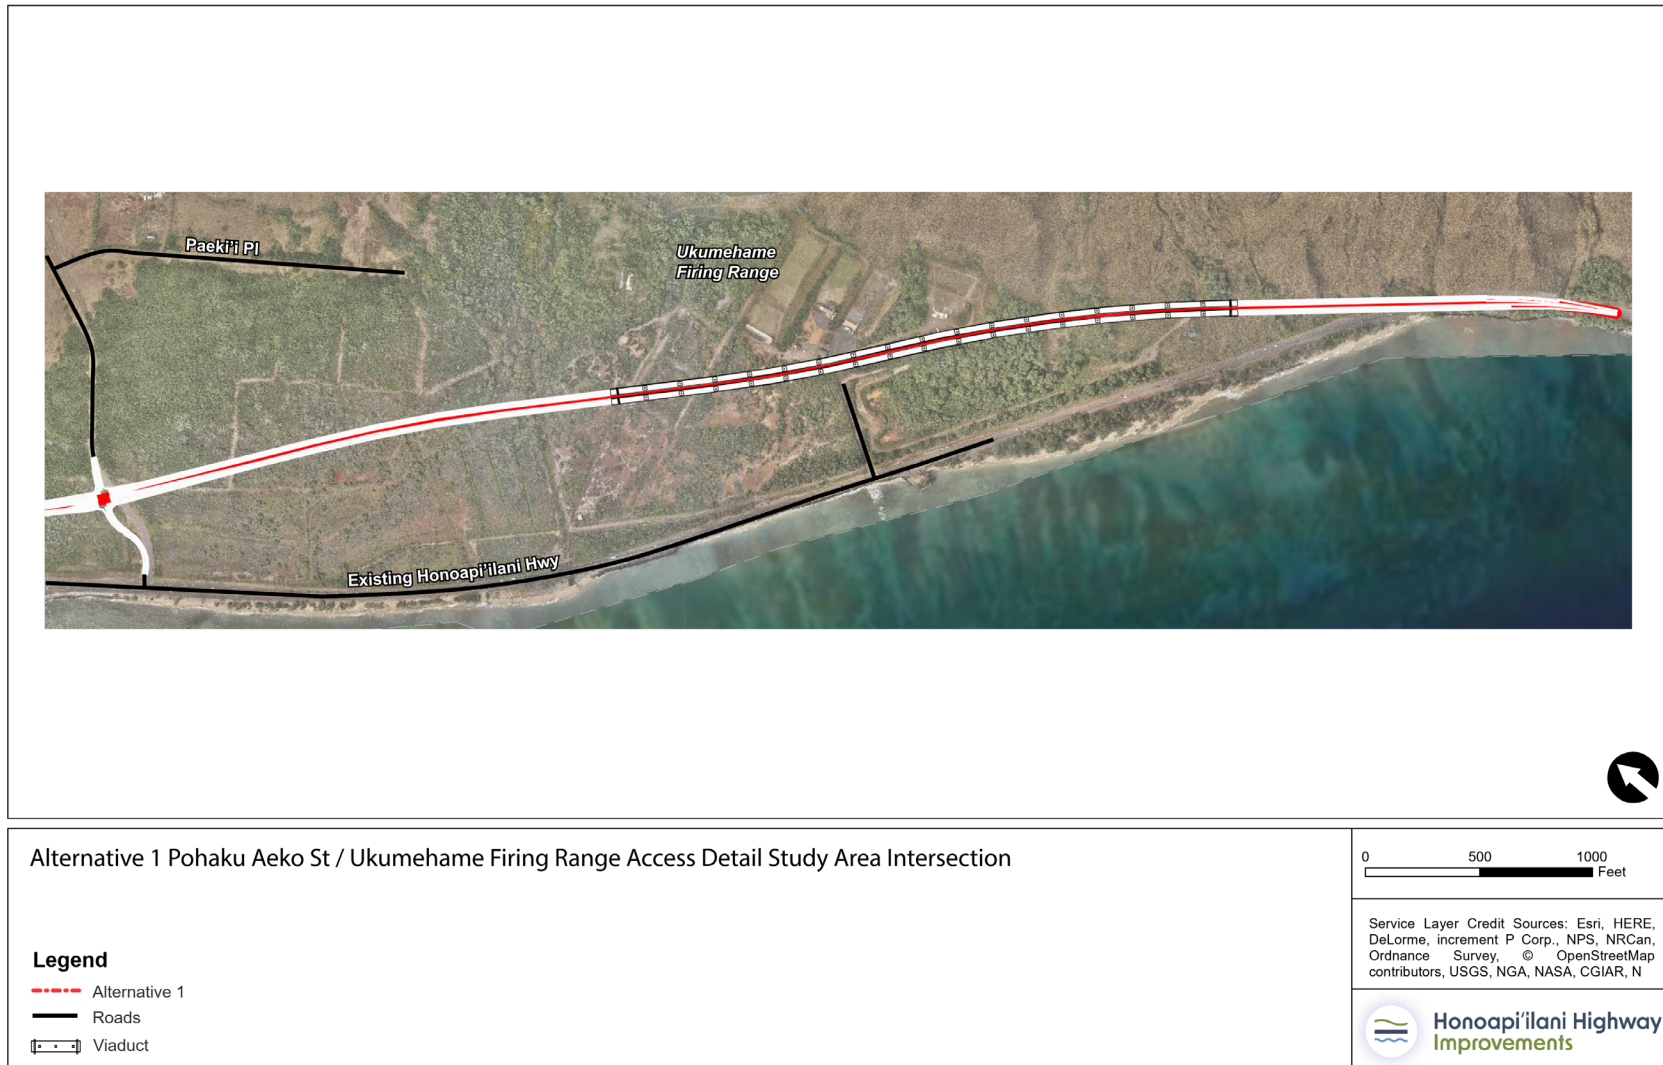 Paeki'i Pl
Ukumehame
Firing Range
Existing Honoapi'ilani Hwy
Alternative 1 Pohaku Aeko St / Ukumehame Firing Range Access Detail Study Area Intersection
Legend
Alternative 1
Roads
Viaduct
0 500 1000
Feet
Service Layer Credit Sources: Esri, HERE,
DeLorme, increment P Corp., NPS, NRCan,
Ordnance Survey, © OpenStreetMap
contributors, USGS, NGA, NASA, CGIAR, N
Honoapiʻilani Highway
Improvements